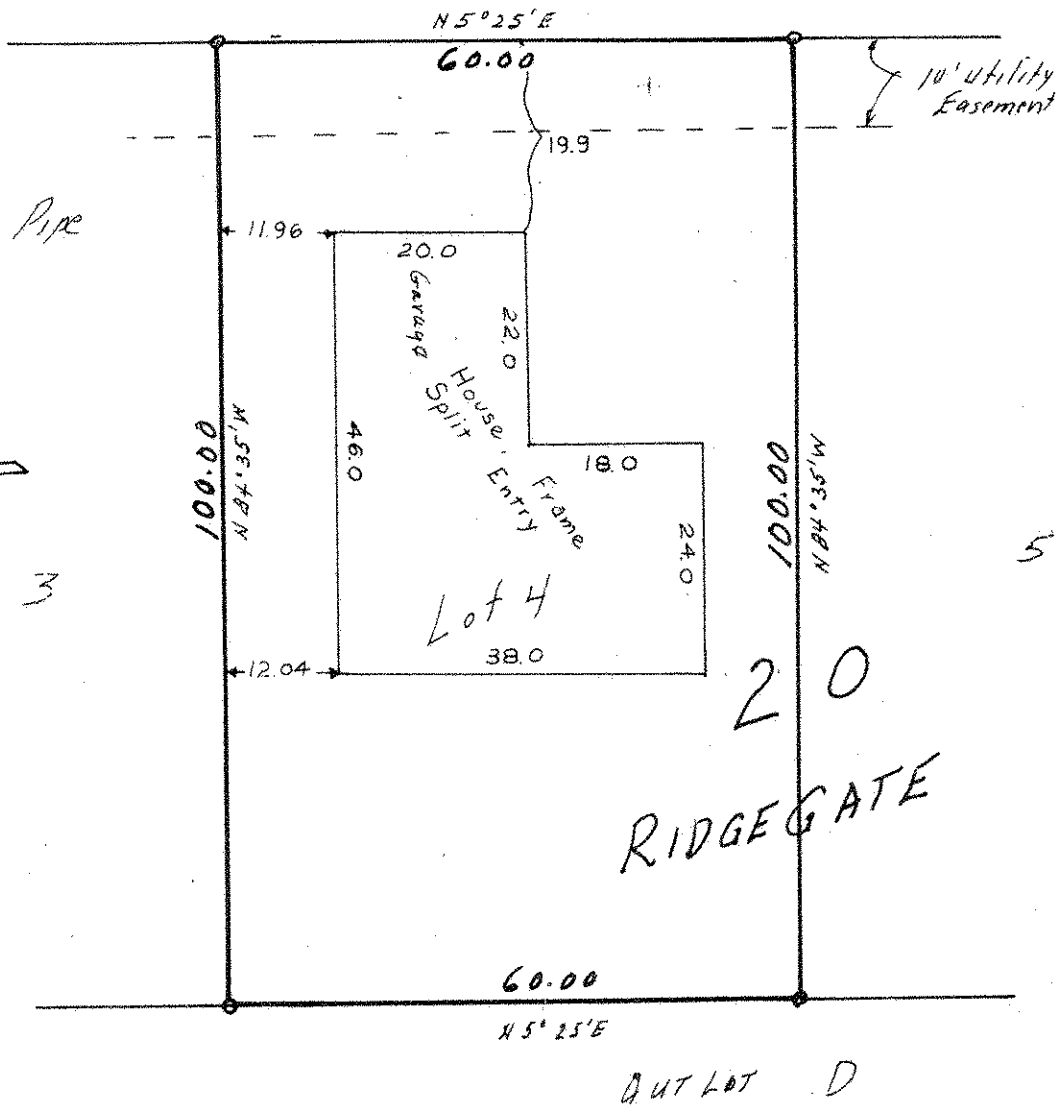 N 5°25'E
60.00
10' utility
Easement
19.9
Pipe
11.96
20.0
Garage
22.0
House
Split
Frame
Entry
46.0
18.0
100.00
N 84°35'W
24.0
100.00
N 84°35'W
3
5
Lot 4
38.0
12.04
20
RIDGEGATE
60.00
N 5°25'E
OUT LOT D